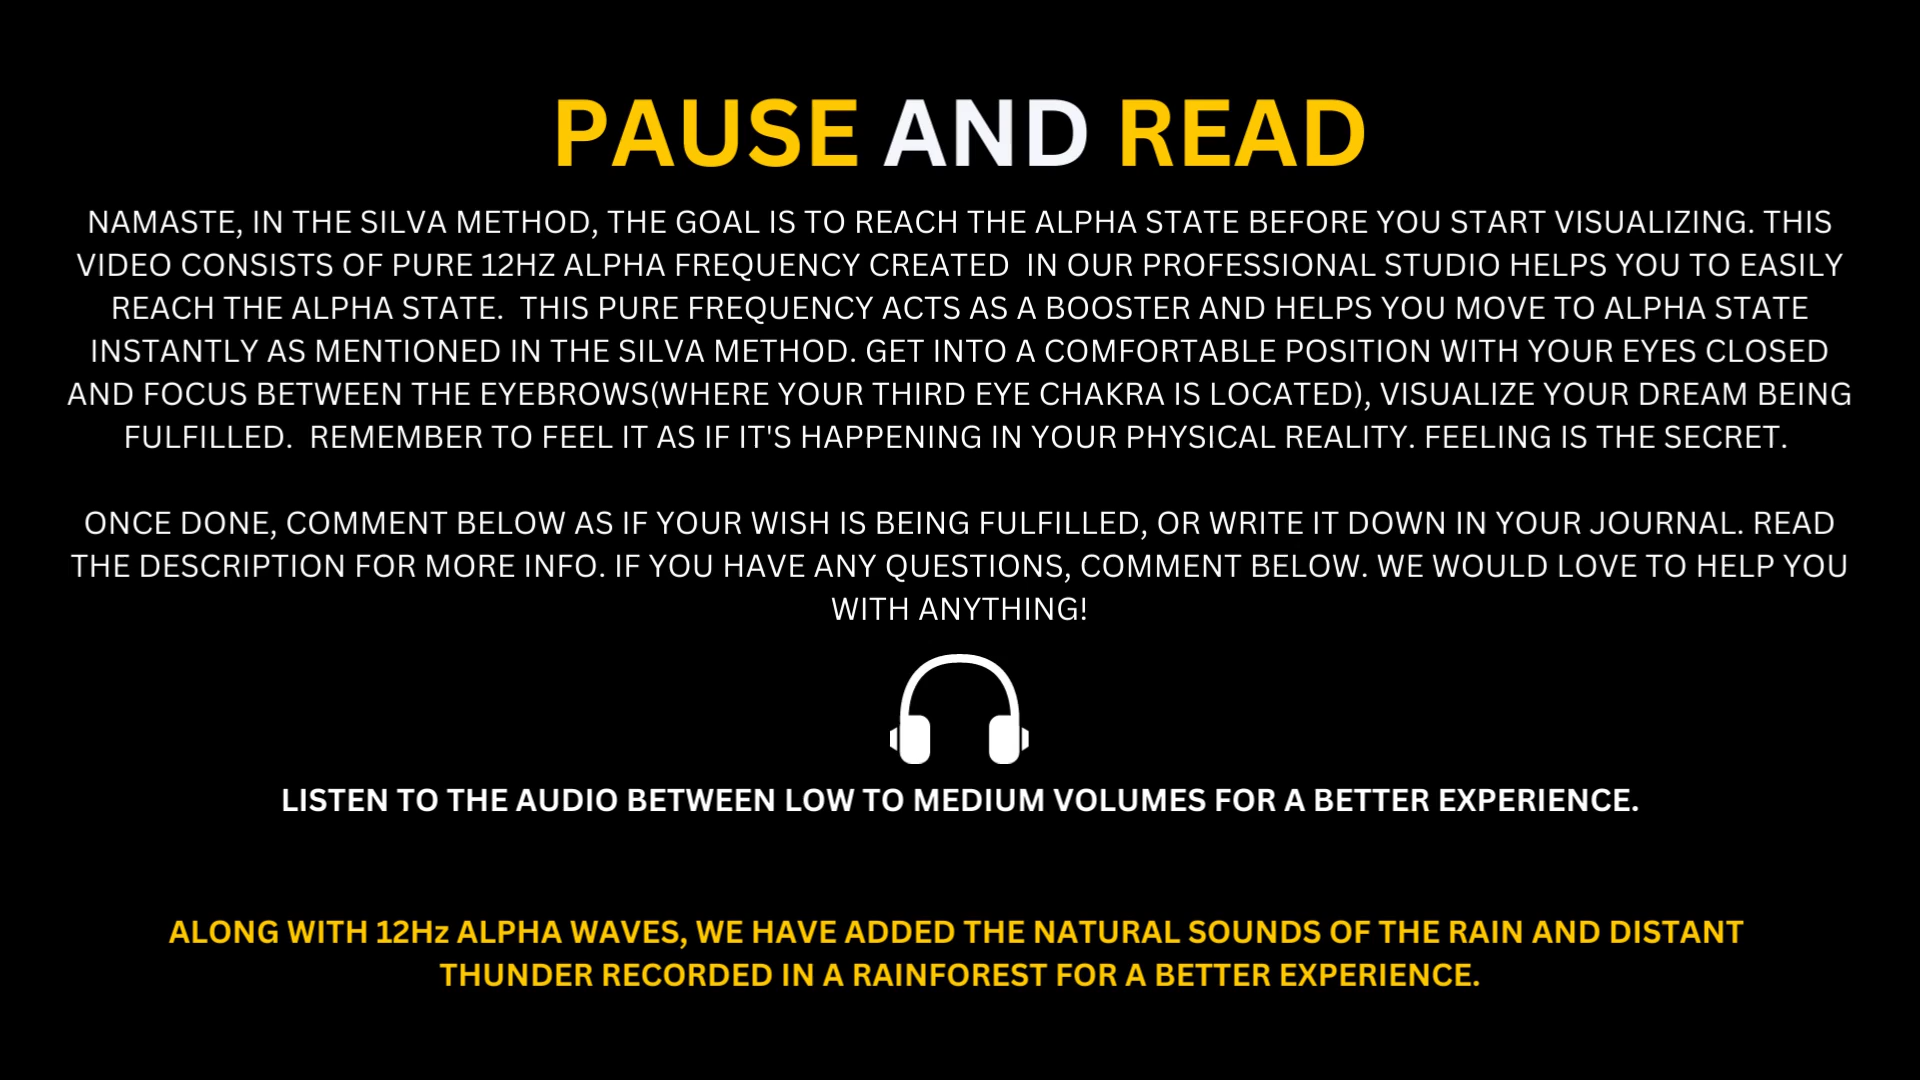 PAUSE AND READ
NAMASTE, IN THE SILVA METHOD, THE GOAL IS TO REACH THE ALPHA STATE BEFORE YOU START VISUALIZING. THIS
VIDEO CONSISTS OF PURE 12HZ ALPHA FREQUENCY CREATED  IN OUR PROFESSIONAL STUDIO HELPS YOU TO EASILY
REACH THE ALPHA STATE.  THIS PURE FREQUENCY ACTS AS A BOOSTER AND HELPS YOU MOVE TO ALPHA STATE
INSTANTLY AS MENTIONED IN THE SILVA METHOD. GET INTO A COMFORTABLE POSITION WITH YOUR EYES CLOSED
AND FOCUS BETWEEN THE EYEBROWS(WHERE YOUR THIRD EYE CHAKRA IS LOCATED), VISUALIZE YOUR DREAM BEING
FULFILLED.  REMEMBER TO FEEL IT AS IF IT'S HAPPENING IN YOUR PHYSICAL REALITY. FEELING IS THE SECRET.
ONCE DONE, COMMENT BELOW AS IF YOUR WISH IS BEING FULFILLED, OR WRITE IT DOWN IN YOUR JOURNAL. READ
THE DESCRIPTION FOR MORE INFO. IF YOU HAVE ANY QUESTIONS, COMMENT BELOW. WE WOULD LOVE TO HELP YOU
WITH ANYTHING!
LISTEN TO THE AUDIO BETWEEN LOW TO MEDIUM VOLUMES FOR A BETTER EXPERIENCE.
ALONG WITH 12Hz ALPHA WAVES, WE HAVE ADDED THE NATURAL SOUNDS OF THE RAIN AND DISTANT
THUNDER RECORDED IN A RAINFOREST FOR A BETTER EXPERIENCE.